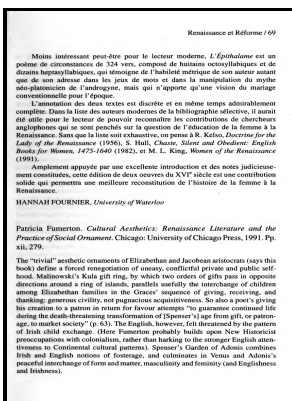 Renaissance et Réforme / 69
Moins intéressant peut-être pour le lecteur moderne, L'Épithalame est un
poème de circonstances de 324 vers, composé de huitains octosyllabiques et de
dizains heptasyllabiques, qui témoigne de l'habileté métrique de son auteur autant
que de son adresse dans les jeux de mots et dans la manipulation du mythe
néo-platonicien de l'androgyne, mais qui n'apporte qu'une vision du mariage
conventionnelle pour l'époque.
L'annotation des deux textes est discrète et en même temps admirablement
complète. Dans la liste des auteurs modernes de la bibliographie sélective, il aurait
été utile pour le lecteur de pouvoir reconnaître les contributions de chercheurs
anglophones qui se sont penchés sur la question de l'éducation de la femme à la
Renaissance. Sans que la liste soit exhaustive, on pense à R. Kelso, Doctrine for the
Lady of the Renaissance (1956), S. Hull, Chaste, Silent and Obedient: English
Books for Women, 1475-1640 (1982), et M. L. King, Women of the Renaissance
(1991).
Amplement appuyée par une excellente introduction et des notes judicieuse-
ment constituées, cette édition de deux oeuvres du XVIᵉ siècle est une contribution
solide qui permettra une meilleure reconstitution de l'histoire de la femme à la
Renaissance.
HANNAH FOURNIER, University of Waterloo
Patricia Fumerton. Cultural Aesthetics: Renaissance Literature and the
Practice of Social Ornament. Chicago: University of Chicago Press, 1991. Pp.
xii, 279.
The "trivial" aesthetic ornaments of Elizabethan and Jacobean aristocrats (says this
book) define a forced renegotiation of uneasy, conflictual private and public self-
hood. Malinowski's Kula gift ring, by which two orders of gifts pass in opposite
directions around a ring of islands, parallels usefully the interchange of children
among Elizabethan families in the Graces' sequence of giving, receiving, and
thanking: generous civility, not pugnacious acquisitiveness. So also a poet's giving
his creation to a patron in return for favour attempts "to guarantee continued life
during the death-threatening transformation of [Spenser's] age from gift, or patron-
age, to market society" (p. 63). The English, however, felt threatened by the pattern
of Irish child exchange. (Here Fumerton probably builds upon New Historicist
preoccupations with colonialism, rather than harking to the stronger English atten-
tiveness to Continental cultural patterns). Spenser's Garden of Adonis combines
Irish and English notions of fosterage, and culminates in Venus and Adonis's
peaceful interchange of form and matter, masculinity and feminity (and Englishness
and Irishness).